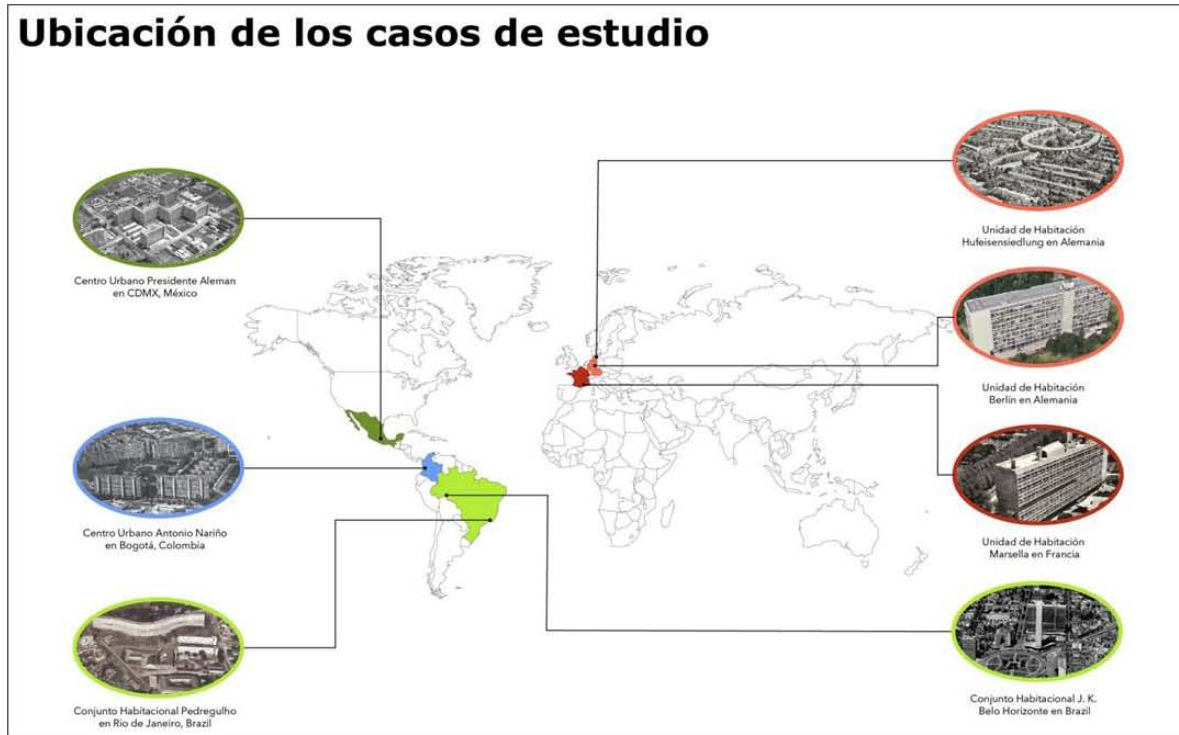 Ubicación de los casos de estudio
Centro Urbano Presidente Aleman
en CDMX, México
Centro Urbano Antonio Nariño
en Bogotá, Colombia
Conjunto Habitacional Pedregulho
en Rio de Janeiro, Brazil
Unidad de Habitación
Hufeisensiedlung en Alemania
Unidad de Habitación
Berlín en Alemania
Unidad de Habitación
Marsella en Francia
Conjunto Habitacional J. K.
Belo Horizonte en Brazil